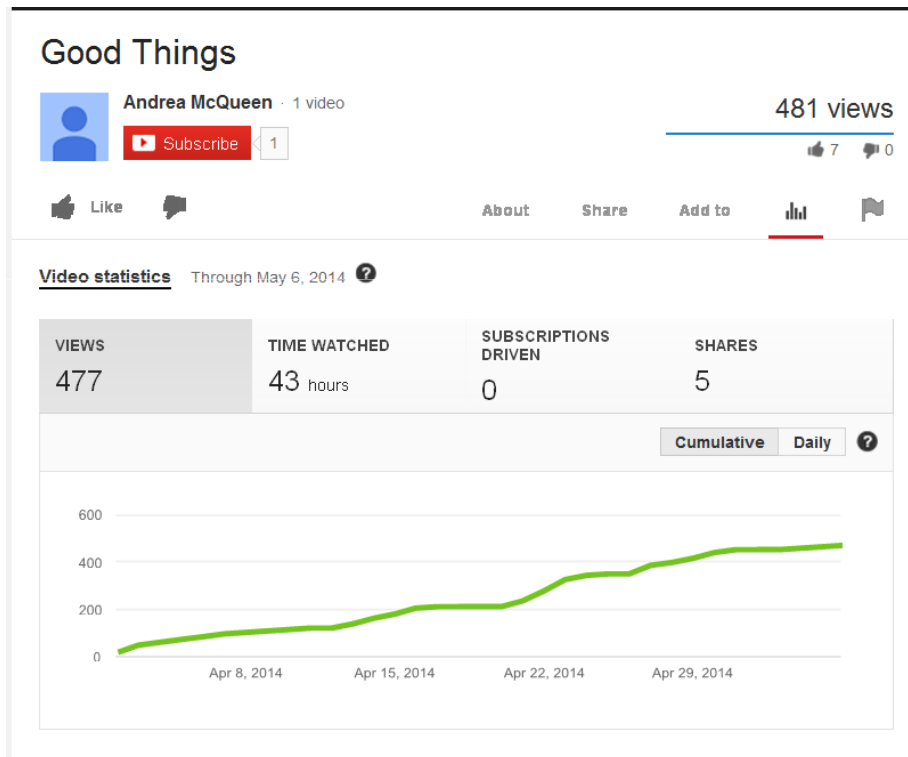 Good Things
Andrea McQueen · 1 video
Subscribe 1
481 views
7 0
Like
About Share Add to
Video statistics Through May 6, 2014 ?
VIEWS
477
TIME WATCHED
43 hours
SUBSCRIPTIONS
DRIVEN
0
SHARES
5
Cumulative Daily ?
600
400
200
0
Apr 8, 2014 Apr 15, 2014 Apr 22, 2014 Apr 29, 2014